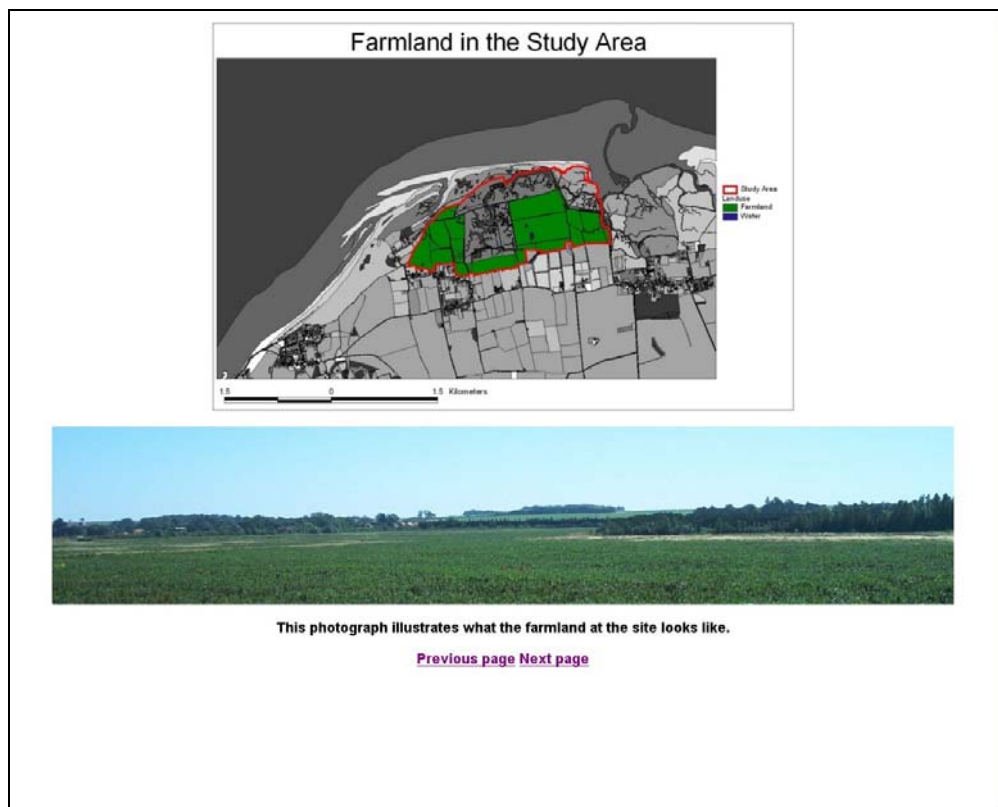 Farmland in the Study Area
Study Area
Landuse
Farmland
Water
1.5 0 1.5 Kilometers
This photograph illustrates what the farmland at the site looks like.
Previous page Next page